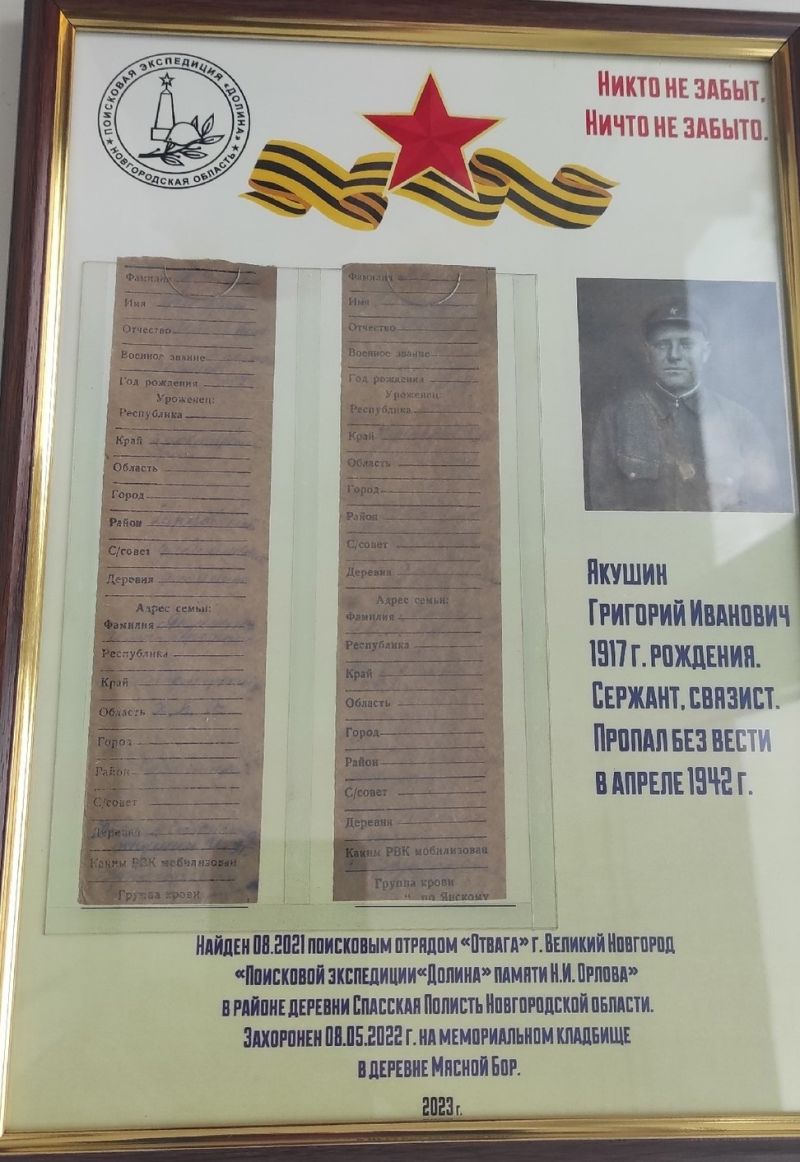 ПОИСКОВАЯ ЭКСПЕДИЦИЯ «ДОЛИНА»
НОВГОРОДСКАЯ ОБЛАСТЬ
Никто не забыт,
Ничто не забыто.
Фамилия
Имя
Отчество
Военное звание
Год рождения
Уроженец:
Республика
Край
Область
Город
Район
С/совет
Деревня
Адрес семьи:
Фамилия
Республика
Край
Область
Город
Район
С/совет
Деревня
Каким РВК мобилизован
Группа крови
Фамилия
Имя
Отчество
Военное звание
Год рождения
Уроженец:
Республика
Край
Область
Город
Район
С/совет
Деревня
Адрес семьи:
Фамилия
Республика
Край
Область
Город
Район
С/совет
Деревня
Каким РВК мобилизован
Группа крови
по Янскому
Якушин
Григорий Иванович
1917 г. рождения.
Сержант, связист.
Пропал без вести
в апреле 1942 г.
Найден 08.2021 поисковым отрядом «Отвага» г. Великий Новгород
«Поисковой экспедиции «Долина» памяти Н.И. Орлова»
в районе деревни Спасская Полисть Новгородской области.
Захоронен 08.05.2022 г. на мемориальном кладбище
в деревне Мясной Бор.
2023 г.